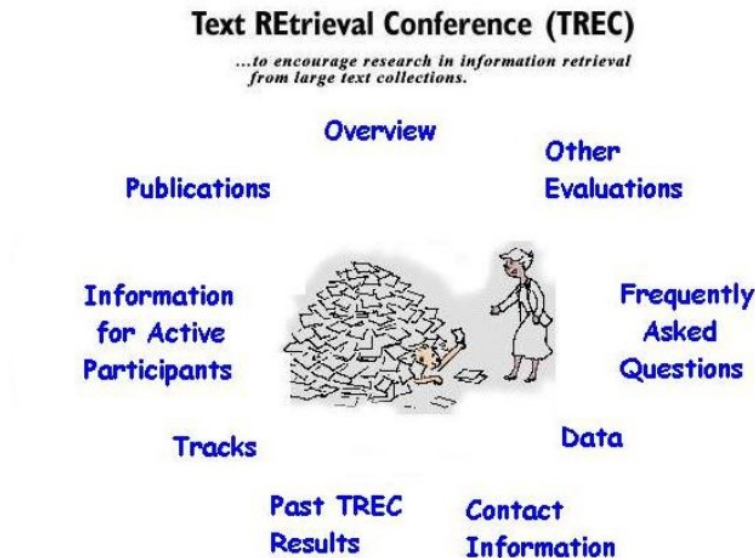 Text REtrieval Conference (TREC)
...to encourage research in information retrieval
from large text collections.
Overview
Other
Evaluations
Publications
Information
for Active
Participants
Frequently
Asked
Questions
Tracks
Data
Past TREC
Results
Contact
Information